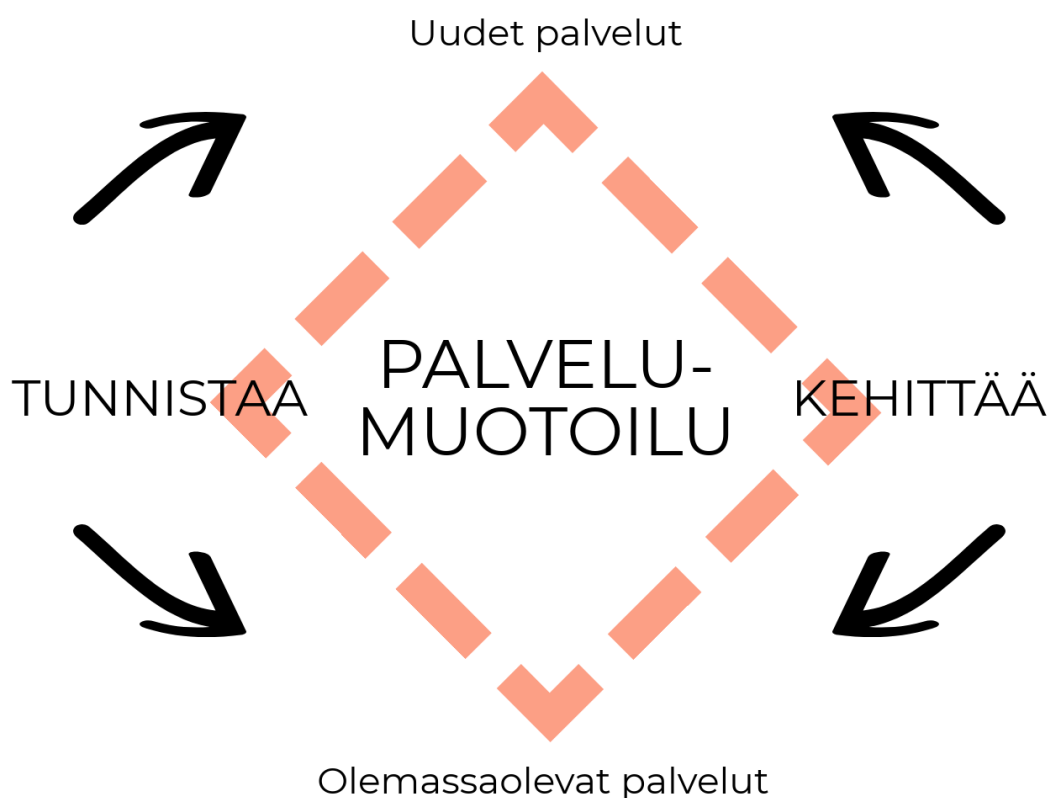 Uudet palvelut
TUNNISTAA
PALVELU-
MUOTOILU
KEHITTÄÄ
Olemassaolevat palvelut